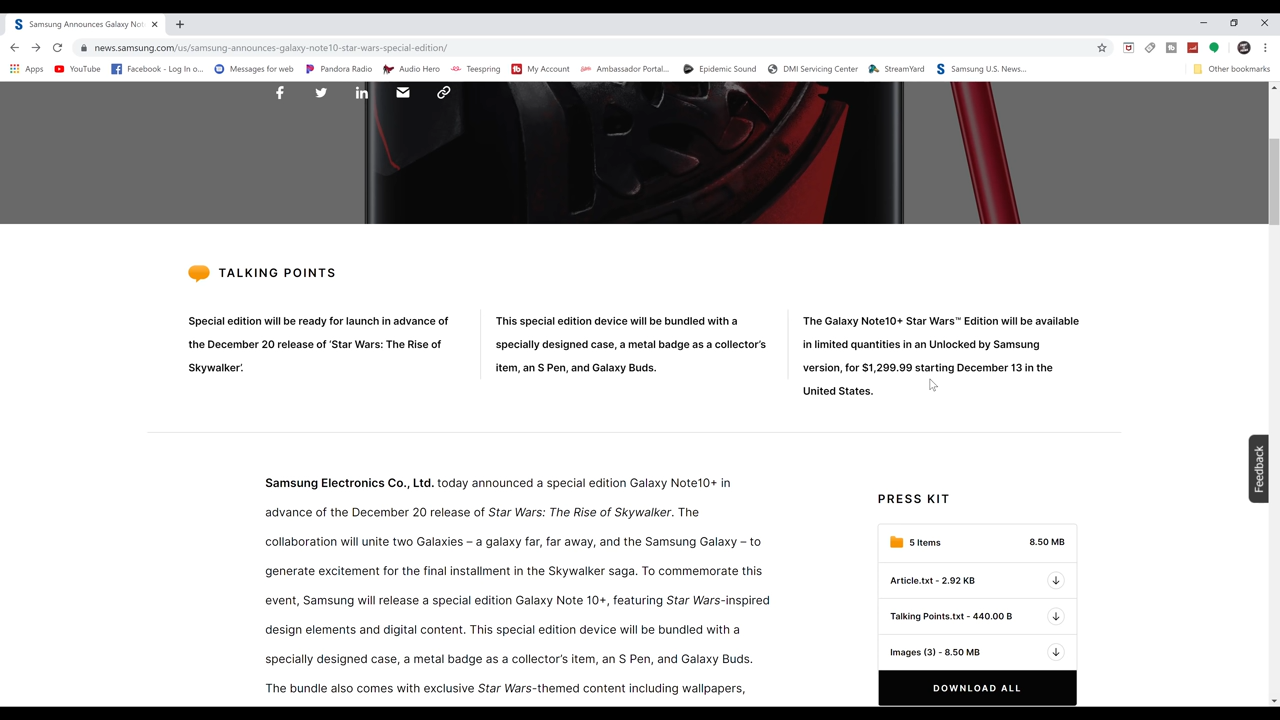 Samsung Announces Galaxy Not
news.samsung.com/us/samsung-announces-galaxy-note10-star-wars-special-edition/
Apps YouTube Facebook - Log In o... Messages for web Pandora Radio Audio Hero Teespring My Account Ambassador Portal... Epidemic Sound DMI Servicing Center StreamYard Samsung U.S. News... Other bookmarks
TALKING POINTS
Special edition will be ready for launch in advance of
the December 20 release of ‘Star Wars: The Rise of
Skywalker’.
This special edition device will be bundled with a
specially designed case, a metal badge as a collector’s
item, an S Pen, and Galaxy Buds.
The Galaxy Note10+ Star Wars™ Edition will be available
in limited quantities in an Unlocked by Samsung
version, for $1,299.99 starting December 13 in the
United States.
Feedback
Samsung Electronics Co., Ltd. today announced a special edition Galaxy Note10+ in
advance of the December 20 release of Star Wars: The Rise of Skywalker. The
collaboration will unite two Galaxies – a galaxy far, far away, and the Samsung Galaxy – to
generate excitement for the final installment in the Skywalker saga. To commemorate this
event, Samsung will release a special edition Galaxy Note 10+, featuring Star Wars-inspired
design elements and digital content. This special edition device will be bundled with a
specially designed case, a metal badge as a collector’s item, an S Pen, and Galaxy Buds.
The bundle also comes with exclusive Star Wars-themed content including wallpapers,
PRESS KIT
5 Items 8.50 MB
Article.txt - 2.92 KB
Talking Points.txt - 440.00 B
Images (3) - 8.50 MB
DOWNLOAD ALL